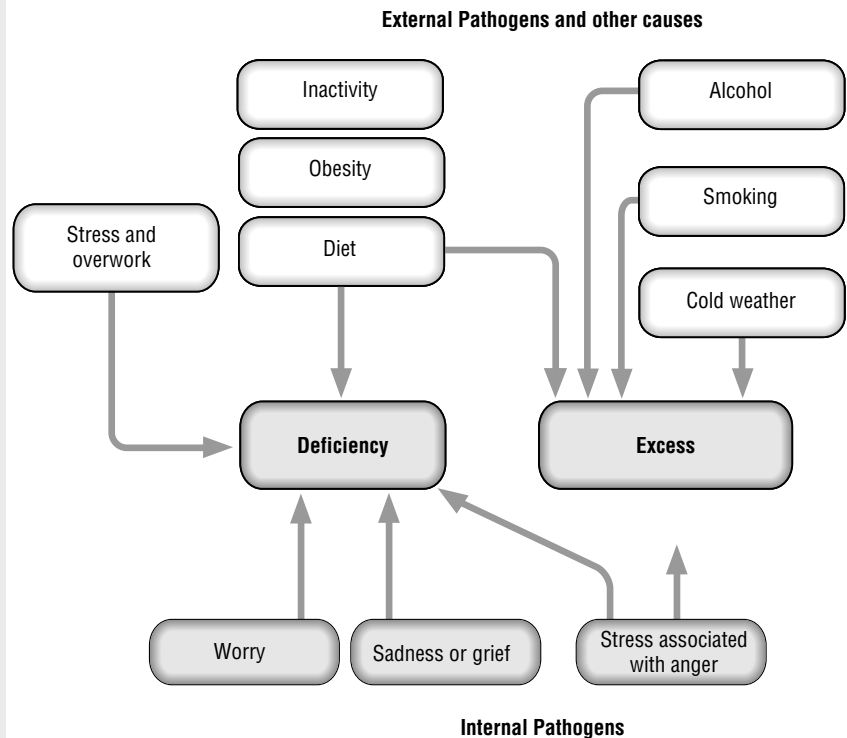 External Pathogens and other causes
Inactivity
Alcohol
Obesity
Smoking
Stress and
overwork
Diet
Cold weather
Deficiency
Excess
Worry
Sadness or grief
Stress associated
with anger
Internal Pathogens